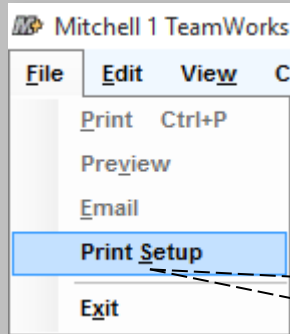 Mitchell 1 TeamWorks
File Edit View C
Print Ctrl+P
Preview
Email
Print Setup
Exit